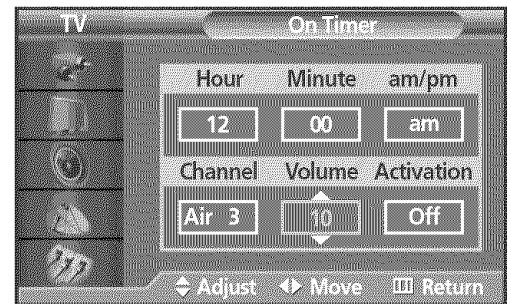 TV On Timer
Hour Minute am/pm
12 00 am
Channel Volume Activation
Air 3 10 Off
Adjust Move Return